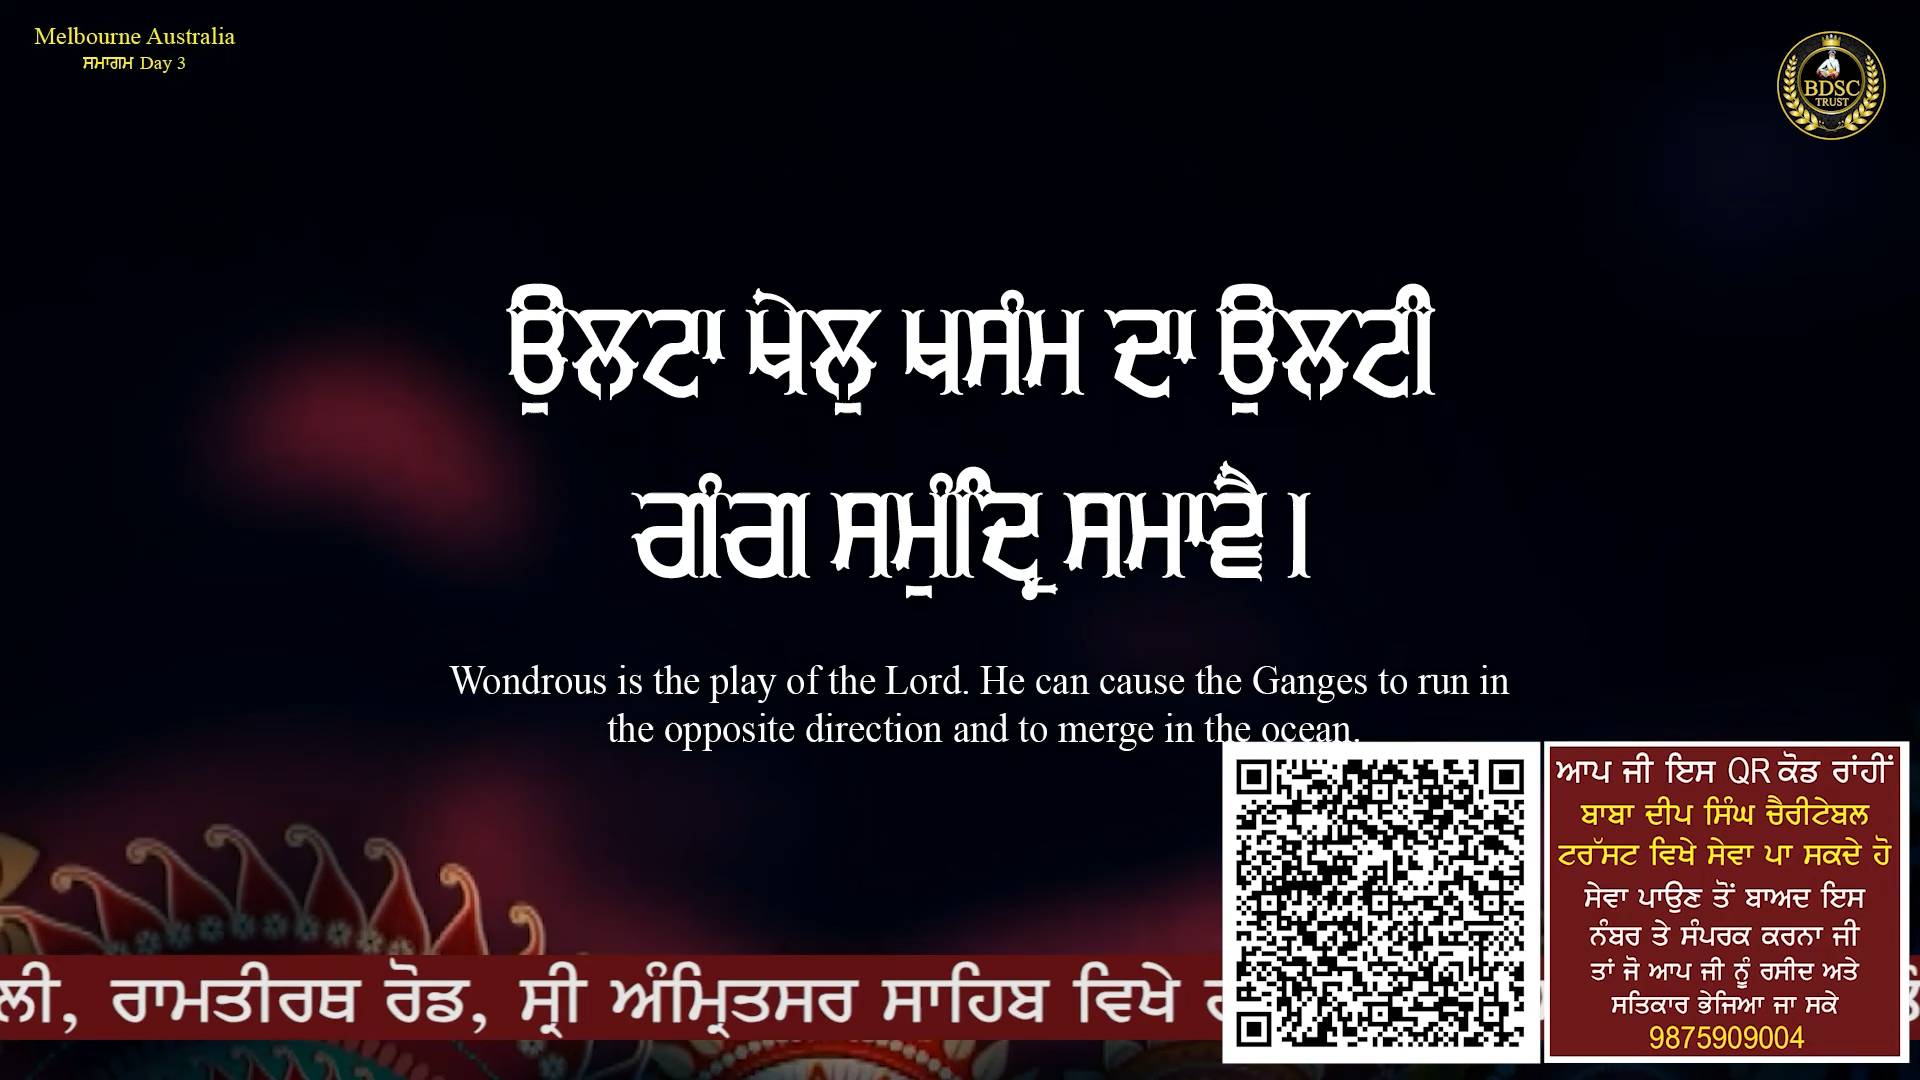 Melbourne Australia
ਸਮਾਗਮ Day 3
BDSC
TRUST
ਉਲਟਾ ਖੇਲੁ ਖਸੰਮ ਦਾ ਉਲਟੀ
ਗੰਗ ਸਮੁੰਦ੍ਰਿ ਸਮਾਵੈ।
Wondrous is the play of the Lord. He can cause the Ganges to run in
the opposite direction and to merge in the ocean.
ਆਪ ਜੀ ਇਸ QR ਕੋਡ ਰਾਂਹੀਂ
ਬਾਬਾ ਦੀਪ ਸਿੰਘ ਚੈਰੀਟੇਬਲ
ਟਰੱਸਟ ਵਿਖੇ ਸੇਵਾ ਪਾ ਸਕਦੇ ਹੋ
ਸੇਵਾ ਪਾਉਣ ਤੋਂ ਬਾਅਦ ਇਸ
ਨੰਬਰ ਤੇ ਸੰਪਰਕ ਕਰਨਾ ਜੀ
ਤਾਂ ਜੋ ਆਪ ਜੀ ਨੂੰ ਰਸੀਦ ਅਤੇ
ਸਤਿਕਾਰ ਭੇਜਿਆ ਜਾ ਸਕੇ
9875909004
ਲੀ, ਰਾਮਤੀਰਥ ਰੋਡ, ਸ੍ਰੀ ਅੰਮ੍ਰਿਤਸਰ ਸਾਹਿਬ ਵਿਖੇ